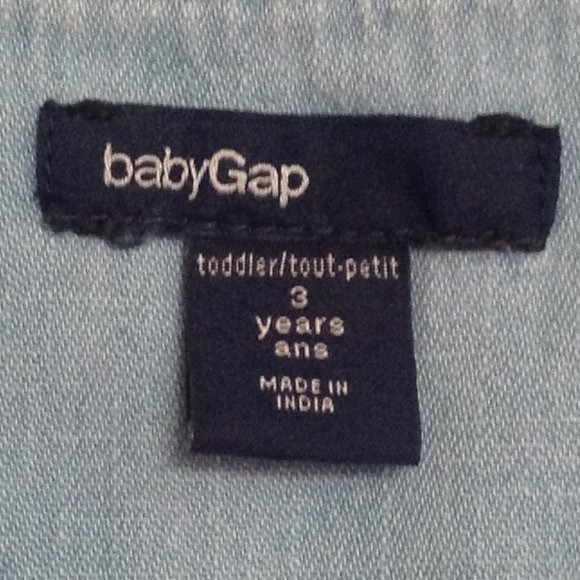 babyGap
toddler/tout-petit
3
years
ans
MADE IN
INDIA